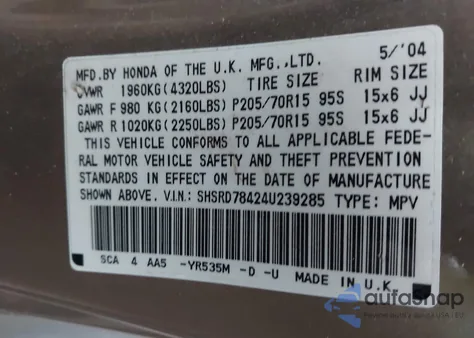 MFD.BY HONDA OF THE U.K. MFG.,LTD. 5/'04
GVWR 1960KG(4320LBS) TIRE SIZE RIM SIZE
GAWR F 980 KG(2160LBS) P205/70R15 95S 15x6 JJ
GAWR R 1020KG(2250LBS) P205/70R15 95S 15x6 JJ
THIS VEHICLE CONFORMS TO ALL APPLICABLE FEDE-
RAL MOTOR VEHICLE SAFETY AND THEFT PREVENTION
STANDARDS IN EFFECT ON THE DATE OF MANUFACTURE
SHOWN ABOVE. V.I.N.: SHSRD78424U239285 TYPE: MPV
SCA 4 AA5 -YR535M -D -U MADE IN U.K.
autasnap